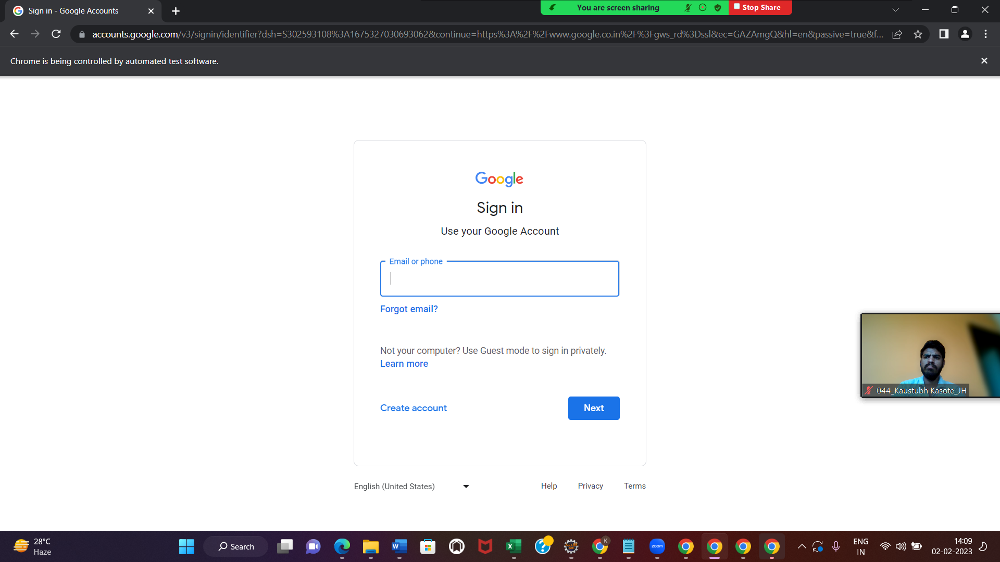 Sign in - Google Accounts
You are screen sharing
Stop Share
accounts.google.com/v3/signin/identifier?dsh=S302593108%3A1675327030693062&continue=https%3A%2F%2Fwww.google.co.in%2F%3Fgws_rd%3Dssl&ec=GAZAmgQ&hl=en&passive=true&f...
Chrome is being controlled by automated test software.
Google
Sign in
Use your Google Account
Email or phone
Forgot email?
Not your computer? Use Guest mode to sign in privately.
Learn more
Create account
Next
044_Kaustubh Kasote_JH
English (United States)
Help
Privacy
Terms
28°C
Haze
Search
zoom
K
ENG
IN
14:09
02-02-2023